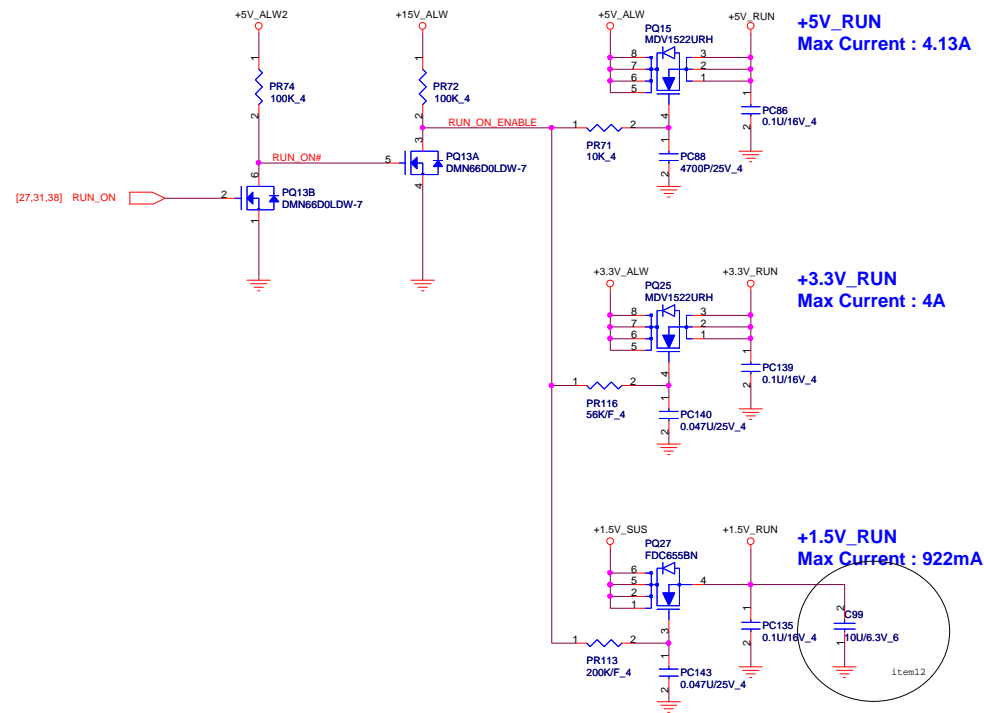 +5V_ALW2
+15V_ALW
+5V_ALW
+5V_RUN
+5V_RUN
Max Current : 4.13A
PQ15
MDV1522URH
8
7
6
5
3
2
1
4
1
PR74
100K_4
2
1
PR72
100K_4
2
RUN_ON_ENABLE
1
2
PR71
10K_4
1
PC88
4700P/25V_4
2
1
PC86
0.1U/16V_4
2
RUN_ON#
5
3
PQ13A
DMN66D0LDW-7
4
[27,31,38] RUN_ON
2
6
PQ13B
DMN66D0LDW-7
1
+3.3V_ALW
+3.3V_RUN
+3.3V_RUN
Max Current : 4A
PQ25
MDV1522URH
8
7
6
5
3
2
1
4
1
2
PR116
56K/F_4
1
PC140
0.047U/25V_4
2
1
PC139
0.1U/16V_4
2
+1.5V_SUS
+1.5V_RUN
+1.5V_RUN
Max Current : 922mA
PQ27
FDC655BN
6
5
2
1
4
3
1
2
PR113
200K/F_4
1
PC143
0.047U/25V_4
2
1
PC135
0.1U/16V_4
2
2
C99
10U/6.3V_6
1
item12